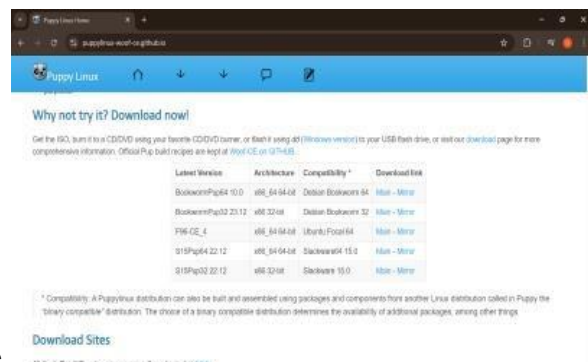 Puppy Linux Home
puppylinux-woof-ce.github.io
Puppy Linux
Why not try it? Download now!
Get the ISO, burn it to a CD/DVD using your favorite CD/DVD burner, or flash it using dd (Windows version) to your USB flash drive, or visit our download page for more
comprehensive information. Official Pup build recipes are kept at Woof-CE on GITHUB.
Latest Version Architecture Compatibility * Download link
BookwormPup64 10.0 x86_64 64-bit Debian Bookworm 64 Main - Mirror
BookwormPup32 23.12 x86 32-bit Debian Bookworm 32 Main - Mirror
F96-CE_4 x86_64 64-bit Ubuntu Focal 64 Main - Mirror
S15Pup64 22.12 x86_64 64-bit Slackware64 15.0 Main - Mirror
S15Pup32 22.12 x86 32-bit Slackware 15.0 Main - Mirror
* Compatibility: A Puppylinux distribution can also be built and assembled using packages and components from another Linux distribution called in Puppy the
"binary compatible" distribution. The choice of a binary compatible distribution determines the availability of additional packages, among other things.
Download Sites